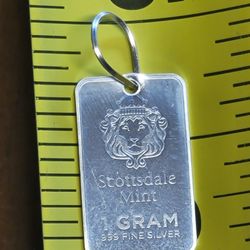 Scottsdale
Mint
1 GRAM
.999 FINE SILVER